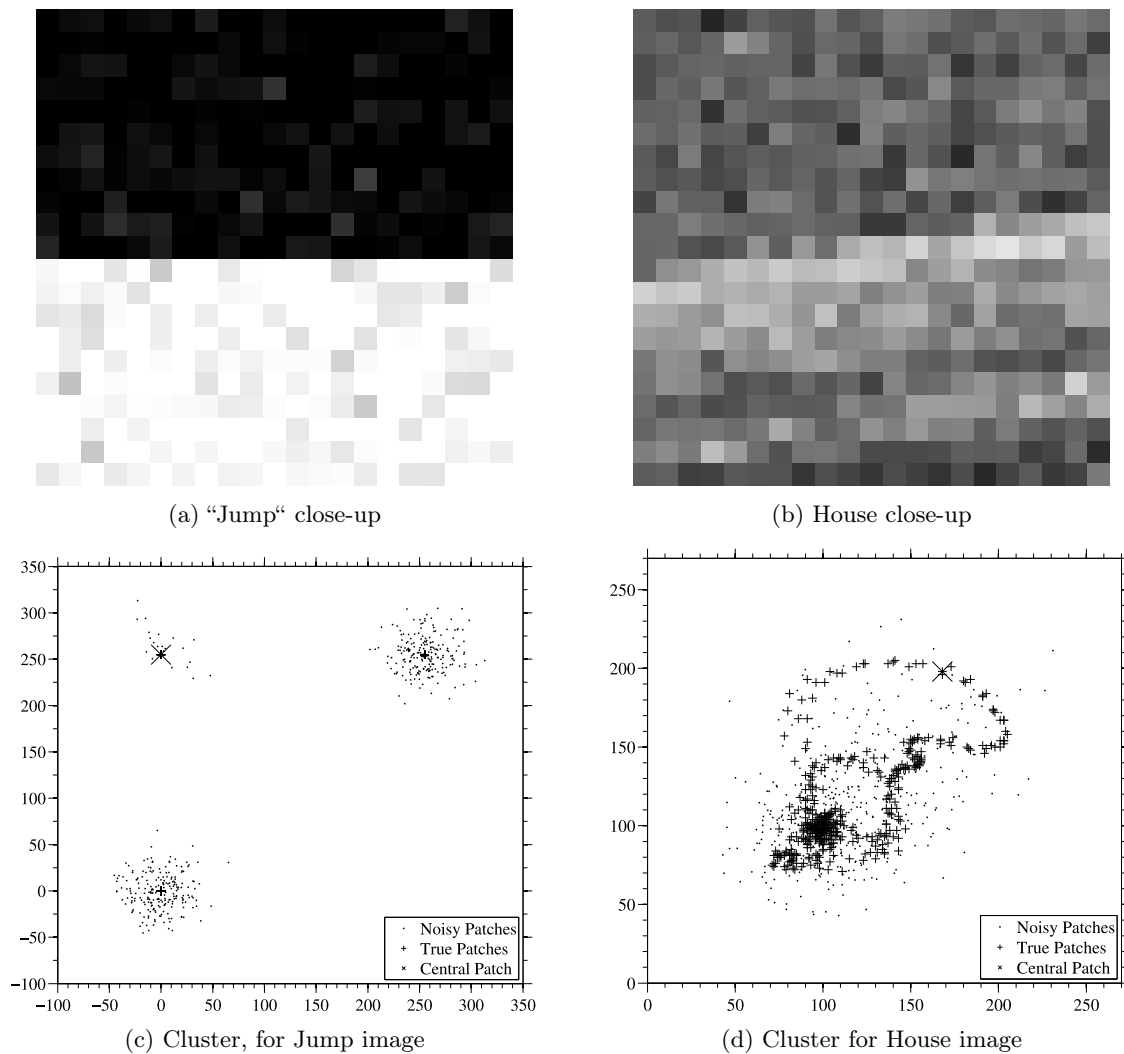 (a) “Jump“ close-up
(b) House close-up
350
300
250
200
150
100
50
0
−50
−100
−100 −50 0 50 100 150 200 250 300 350
Noisy Patches
True Patches
Central Patch
(c) Cluster, for Jump image
250
200
150
100
50
0
0 50 100 150 200 250
Noisy Patches
True Patches
Central Patch
(d) Cluster for House image